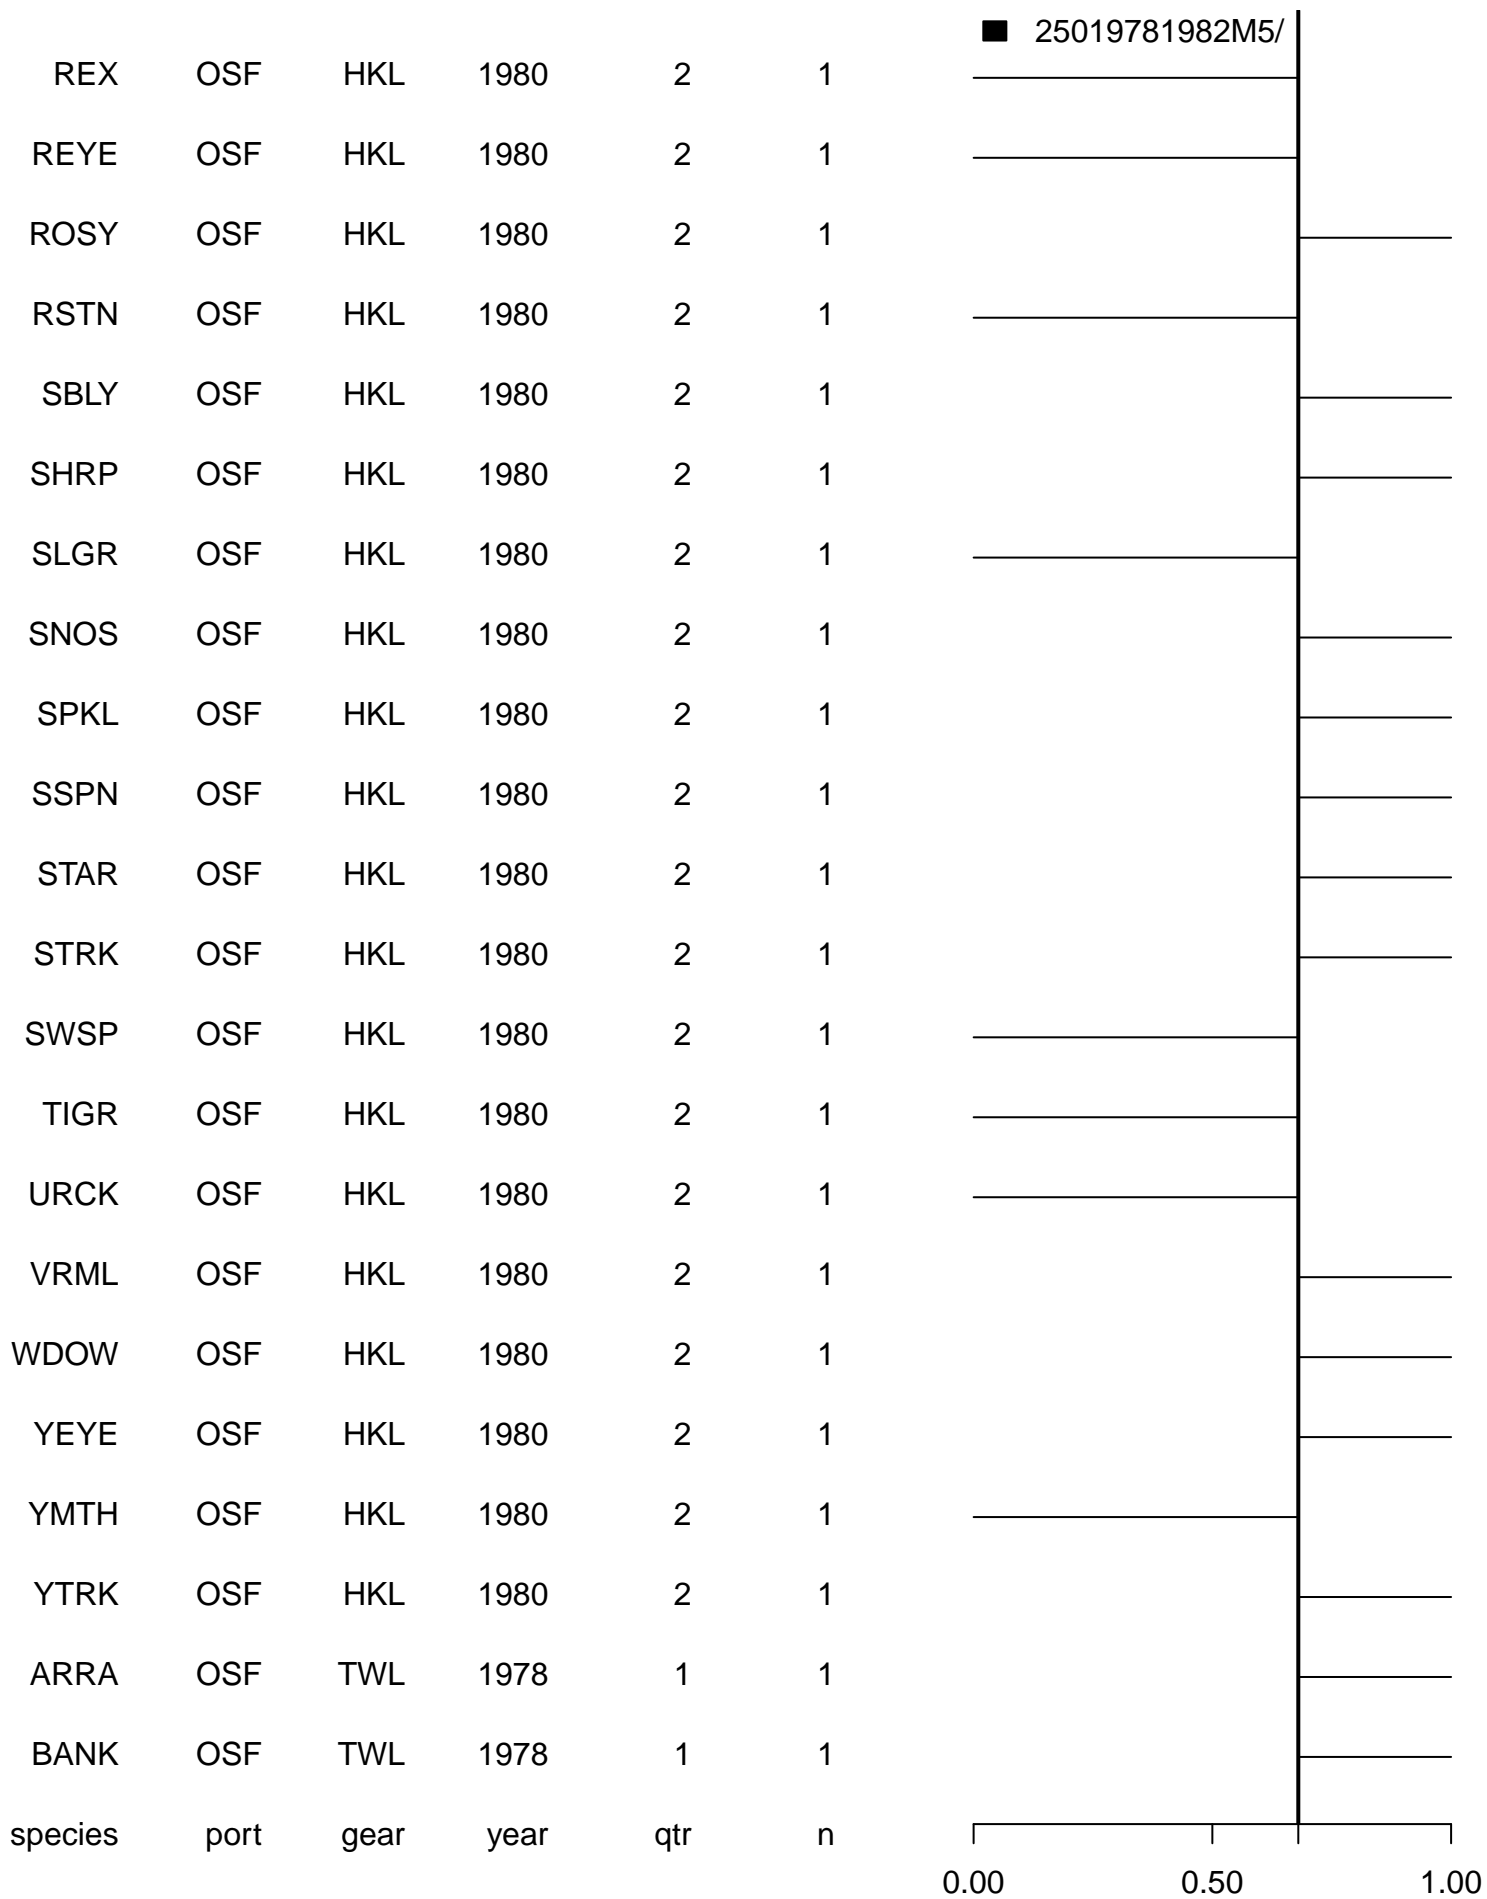 25019781982M5/
REX OSF HKL 1980 2 1
REYE OSF HKL 1980 2 1
ROSY OSF HKL 1980 2 1
RSTN OSF HKL 1980 2 1
SBLY OSF HKL 1980 2 1
SHRP OSF HKL 1980 2 1
SLGR OSF HKL 1980 2 1
SNOS OSF HKL 1980 2 1
SPKL OSF HKL 1980 2 1
SSPN OSF HKL 1980 2 1
STAR OSF HKL 1980 2 1
STRK OSF HKL 1980 2 1
SWSP OSF HKL 1980 2 1
TIGR OSF HKL 1980 2 1
URCK OSF HKL 1980 2 1
VRML OSF HKL 1980 2 1
WDOW OSF HKL 1980 2 1
YEYE OSF HKL 1980 2 1
YMTH OSF HKL 1980 2 1
YTRK OSF HKL 1980 2 1
ARRA OSF TWL 1978 1 1
BANK OSF TWL 1978 1 1
species port gear year qtr n
0.00 0.50 1.00